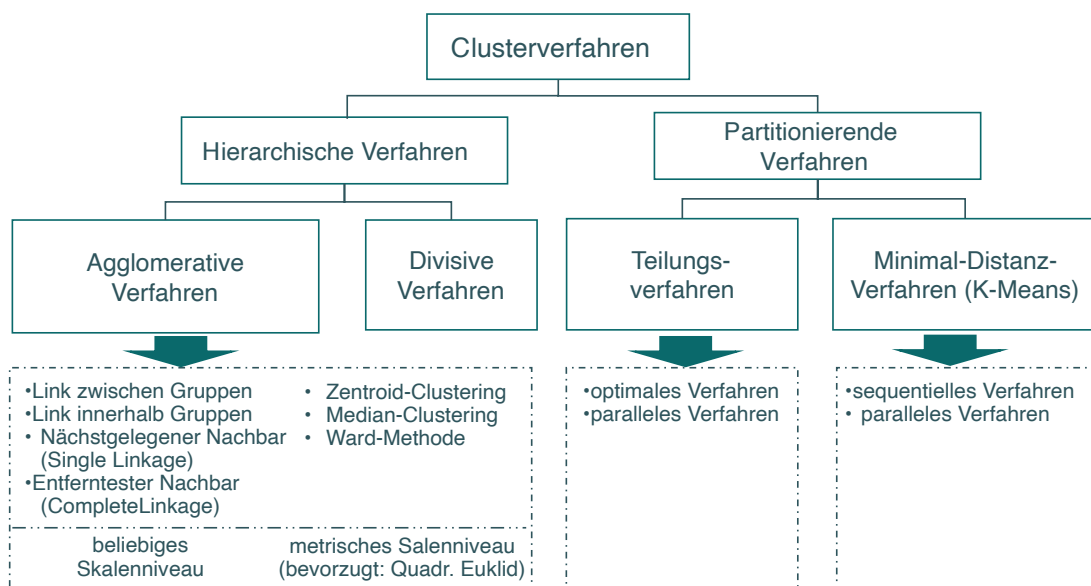 Clusterverfahren
Hierarchische Verfahren
Partitionierende
Verfahren
Agglomerative
Verfahren
Divisive
Verfahren
Teilungs-
verfahren
Minimal-Distanz-
Verfahren (K-Means)
•Link zwischen Gruppen
•Link innerhalb Gruppen
• Nächstgelegener Nachbar
(Single Linkage)
•Entferntester Nachbar
(CompleteLinkage)
• Zentroid-Clustering
• Median-Clustering
• Ward-Methode
beliebiges
Skalenniveau
metrisches Salenniveau
(bevorzugt: Quadr. Euklid)
•optimales Verfahren
•paralleles Verfahren
•sequentielles Verfahren
• paralleles Verfahren